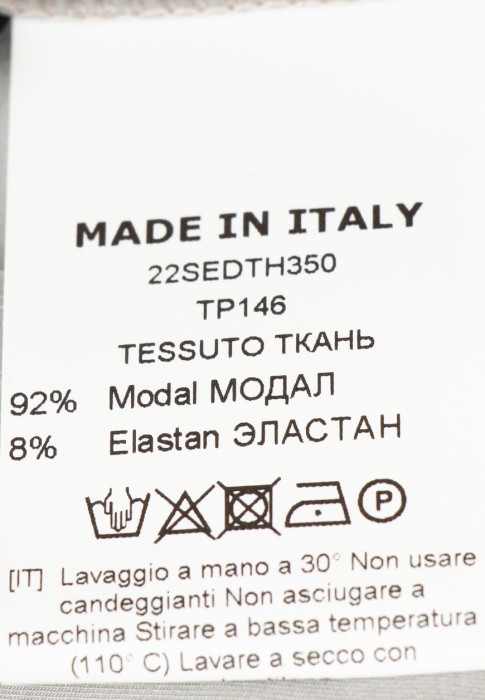 MADE IN ITALY
22SEDTH350
TP146
TESSUTO ТКАНЬ
92% Modal МОДАЛ
8% Elastan ЭЛАСТАН
P
[IT] Lavaggio a mano a 30° Non usare
candeggianti Non asciugare a
macchina Stirare a bassa temperatura
(110° C) Lavare a secco con